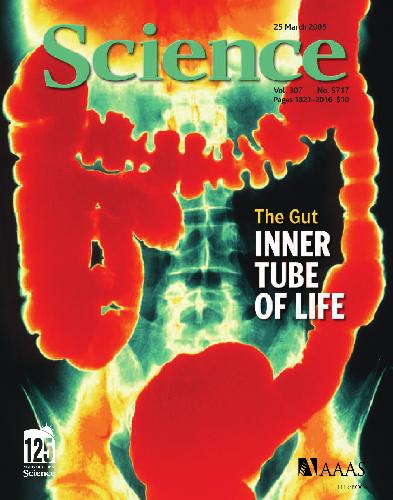 25 March 2005
Science
Vol. 307 No. 5717
Pages 1821–2016 $10
The Gut
INNER
TUBE
OF LIFE
125
Science
AAAS